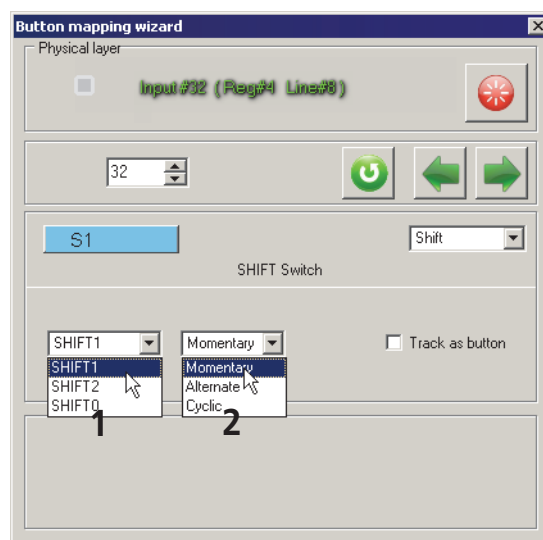 Button mapping wizard
Physical layer
Input#32 (Reg#4 Line#8)
32
S1
Shift
SHIFT Switch
SHIFT1
Momentary
Track as button
SHIFT1
Momentary
SHIFT2
Alternate
SHIFT0
Cyclic
1
2